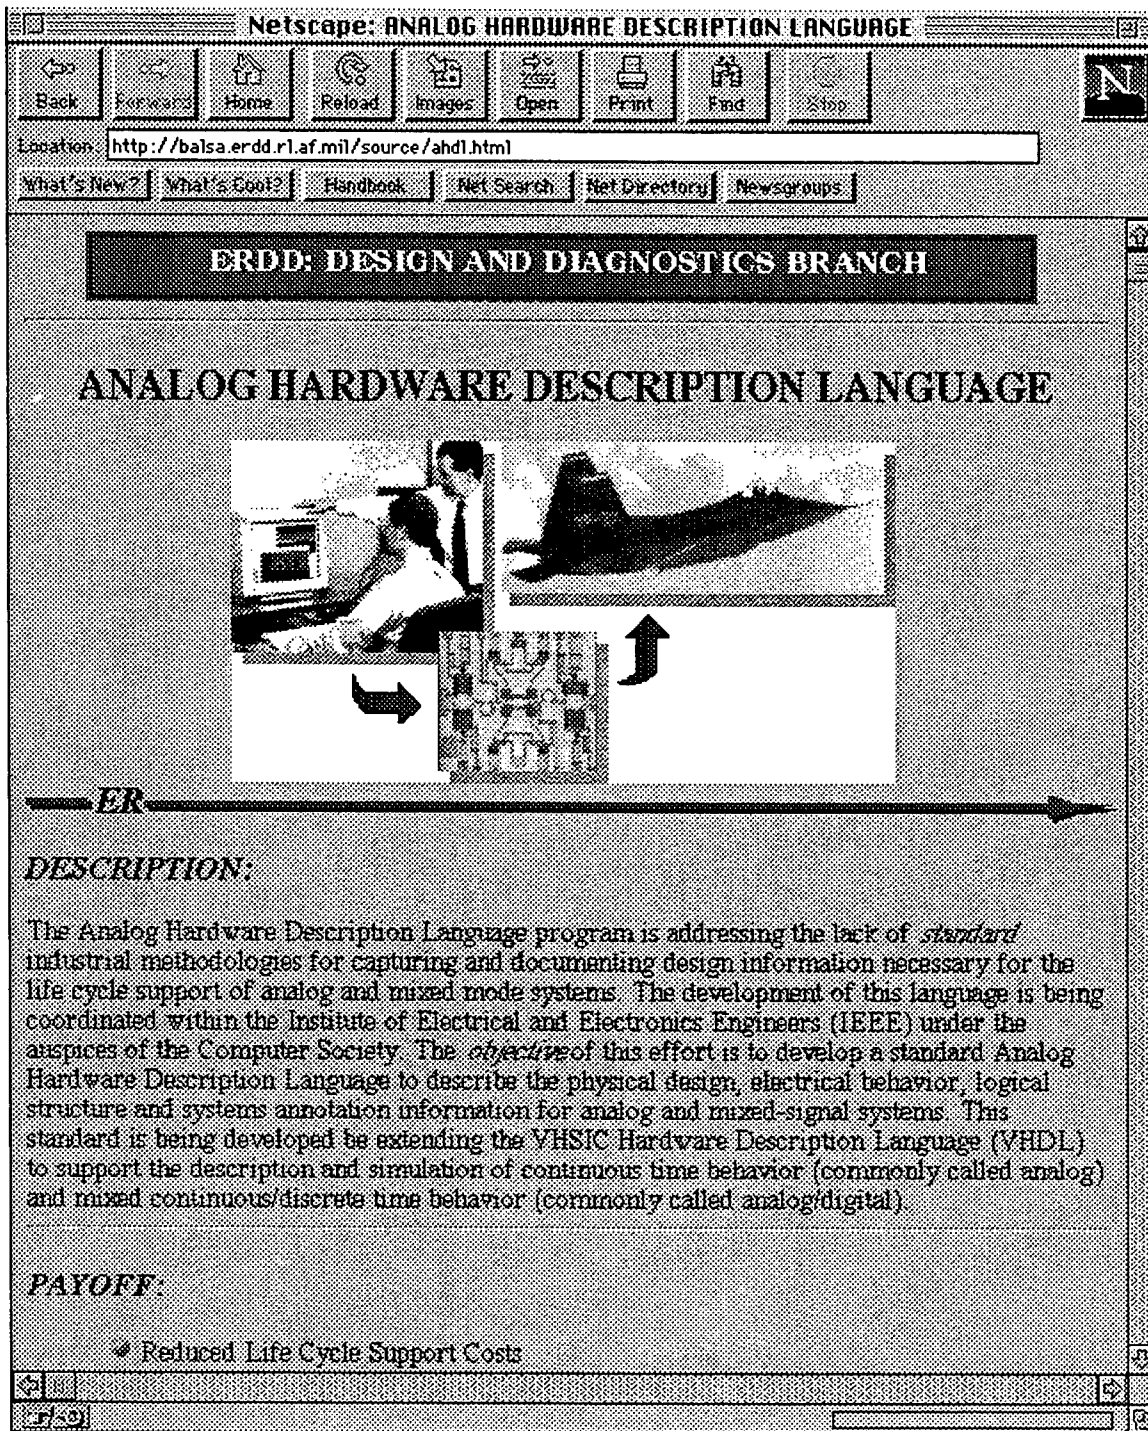 Netscape: ANALOG HARDWARE DESCRIPTION LANGUAGE
Back Forward Home Reload Images Open Print Find Stop
N
Location: http://balsa.erdd.rl.af.mil/source/ahdl.html
What's New? What's Cool? Handbook Net Search Net Directory Newsgroups
ERDD: DESIGN AND DIAGNOSTICS BRANCH
ANALOG HARDWARE DESCRIPTION LANGUAGE
ER
DESCRIPTION:
The Analog Hardware Description Language program is addressing the lack of standard
industrial methodologies for capturing and documenting design information necessary for the
life cycle support of analog and mixed mode systems. The development of this language is being
coordinated within the Institute of Electrical and Electronics Engineers (IEEE) under the
auspices of the Computer Society. The objective of this effort is to develop a standard Analog
Hardware Description Language to describe the physical design, electrical behavior, logical
structure and systems annotation information for analog and mixed-signal systems. This
standard is being developed be extending the VHSIC Hardware Description Language (VHDL)
to support the description and simulation of continuous time behavior (commonly called analog)
and mixed continuous/discrete time behavior (commonly called analog/digital).
PAYOFF:
Reduced Life Cycle Support Costs